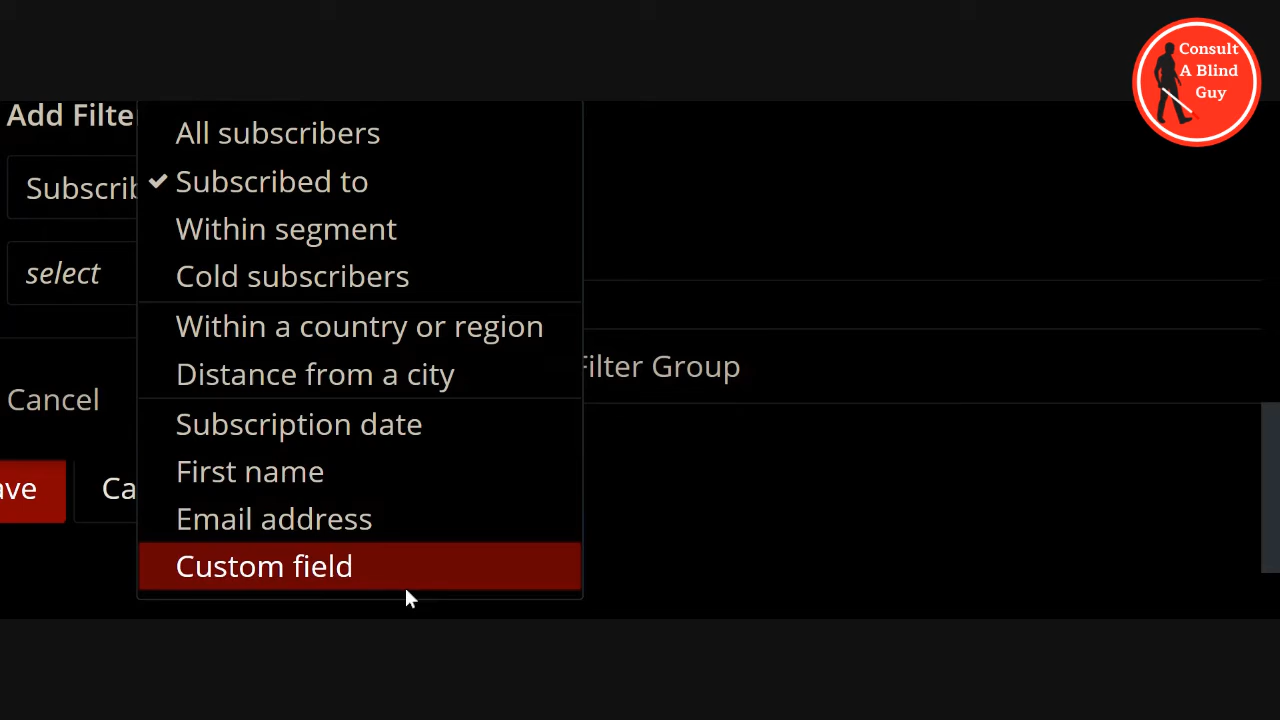 Consult
A Blind
Guy
Add Filte
All subscribers
Subscrib
Subscribed to
Within segment
select
Cold subscribers
Within a country or region
Distance from a city
Filter Group
Cancel
Subscription date
First name
ave
Ca
Email address
Custom field